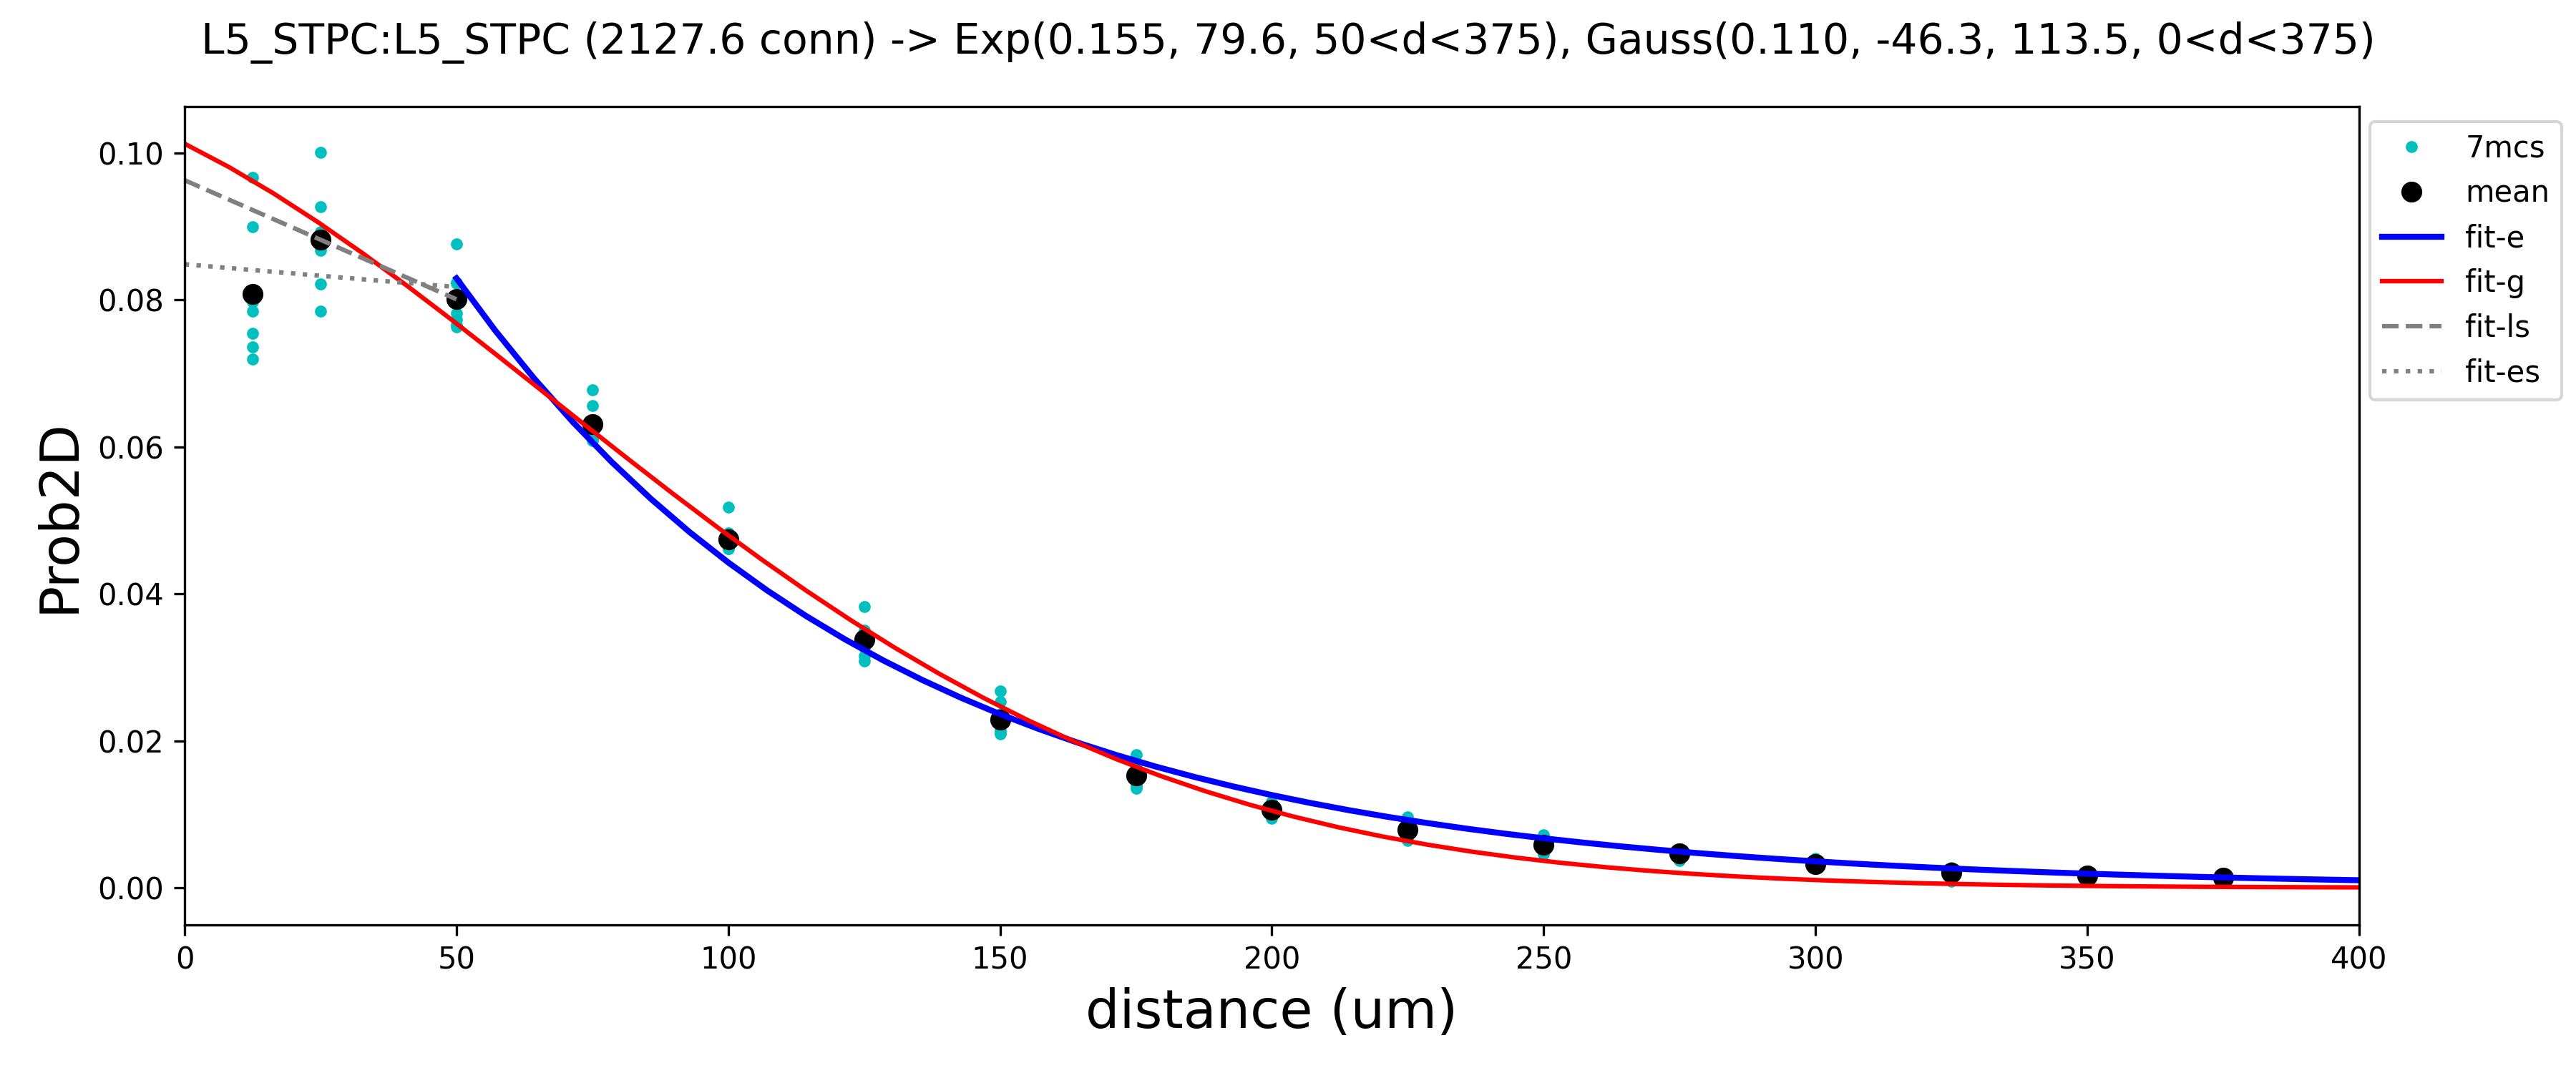 L5_STPC:L5_STPC (2127.6 conn) -> Exp(0.155, 79.6, 50<d<375), Gauss(0.110, -46.3, 113.5, 0<d<375)
7mcs
mean
fit-e
fit-g
fit-ls
fit-es
Prob2D
0.10
0.08
0.06
0.04
0.02
0.00
0 50 100 150 200 250 300 350 400
distance (um)